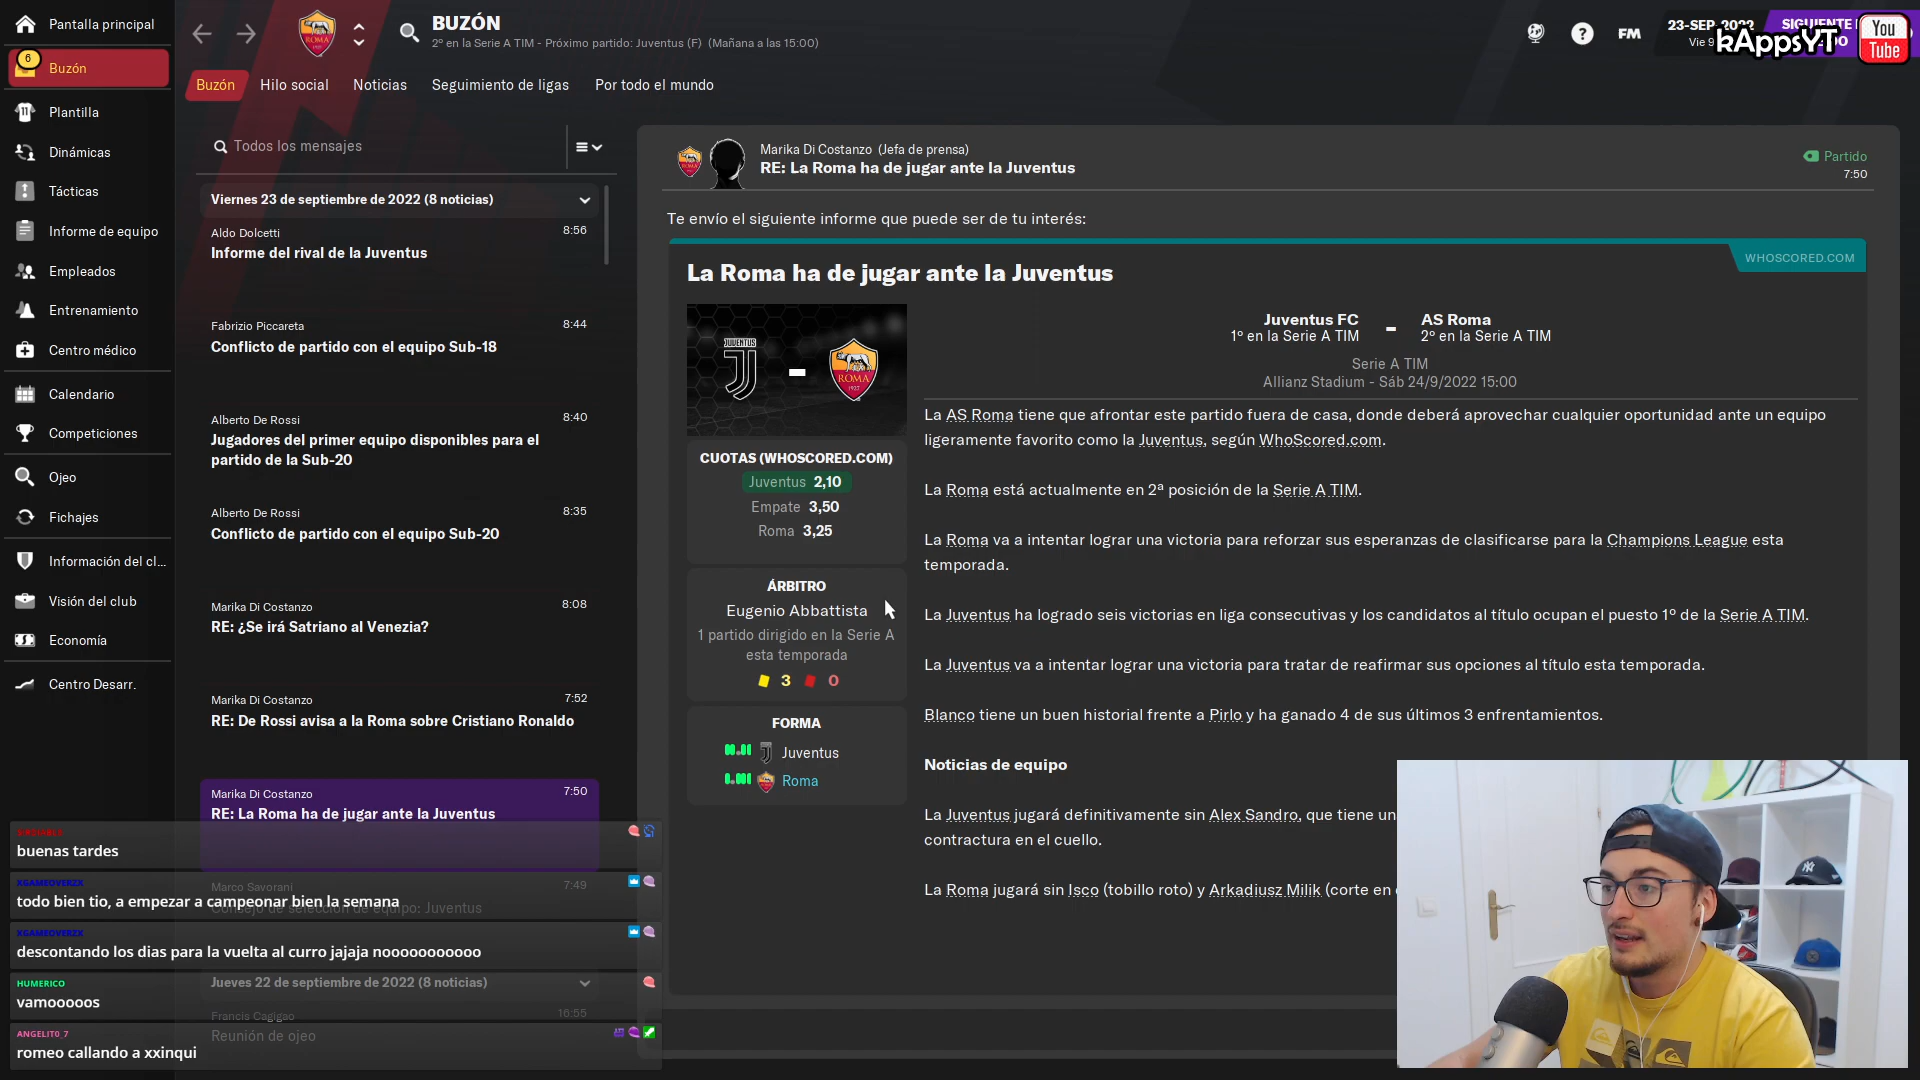 Pantalla principal
6
Buzón
Plantilla
Dinámicas
Tácticas
Informe de equipo
Empleados
Entrenamiento
Centro médico
Calendario
Competiciones
Ojeo
Fichajes
Información del cl...
Visión del club
Economía
Centro Desarr.
BUZÓN
2º en la Serie A TIM - Próximo partido: Juventus (F) (Mañana a las 15:00)
FM
23-SEP. 2022
Vie
SIGUIENTE
kAppsYT
You
Tube
Buzón
Hilo social
Noticias
Seguimiento de ligas
Por todo el mundo
Todos los mensajes
Viernes 23 de septiembre de 2022 (8 noticias)
Aldo Dolcetti
8:56
Informe del rival de la Juventus
Fabrizio Piccareta
8:44
Conflicto de partido con el equipo Sub-18
Alberto De Rossi
8:40
Jugadores del primer equipo disponibles para el
partido de la Sub-20
Alberto De Rossi
8:35
Conflicto de partido con el equipo Sub-20
Marika Di Costanzo
8:08
RE: ¿Se irá Satriano al Venezia?
Marika Di Costanzo
7:52
RE: De Rossi avisa a la Roma sobre Cristiano Ronaldo
Marika Di Costanzo
7:50
RE: La Roma ha de jugar ante la Juventus
buenas tardes
Marco Savorani
7:49
Consejo de selección de equipo: Juventus
XGAMEOVERZX
todo bien tio, a empezar a campeonar bien la semana
XGAMEOVERZX
descontando los dias para la vuelta al curro jajaja nooooooooooo
Jueves 22 de septiembre de 2022 (8 noticias)
HUMERICO
vamooooos
Francis Cagigao
16:55
Reunión de ojeo
ANGELIT0_7
romeo callando a xxinqui
Marika Di Costanzo (Jefa de prensa)
RE: La Roma ha de jugar ante la Juventus
Partido
7:50
Te envío el siguiente informe que puede ser de tu interés:
WHOSCORED.COM
La Roma ha de jugar ante la Juventus
JUVENTUS
ROMA
1927
CUOTAS (WHOSCORED.COM)
Juventus 2,10
Empate 3,50
Roma 3,25
ÁRBITRO
Eugenio Abbattista
1 partido dirigido en la Serie A
esta temporada
3 0
FORMA
Juventus
Roma
Juventus FC - AS Roma
1º en la Serie A TIM 2º en la Serie A TIM
Serie A TIM
Allianz Stadium - Sáb 24/9/2022 15:00
La AS Roma tiene que afrontar este partido fuera de casa, donde deberá aprovechar cualquier oportunidad ante un equipo
ligeramente favorito como la Juventus, según WhoScored.com.
La Roma está actualmente en 2ª posición de la Serie A TIM.
La Roma va a intentar lograr una victoria para reforzar sus esperanzas de clasificarse para la Champions League esta
temporada.
La Juventus ha logrado seis victorias en liga consecutivas y los candidatos al título ocupan el puesto 1º de la Serie A TIM.
La Juventus va a intentar lograr una victoria para tratar de reafirmar sus opciones al título esta temporada.
Blanco tiene un buen historial frente a Pirlo y ha ganado 4 de sus últimos 3 enfrentamientos.
Noticias de equipo
La Juventus jugará definitivamente sin Alex Sandro, que tiene un
contractura en el cuello.
La Roma jugará sin Isco (tobillo roto) y Arkadiusz Milik (corte en